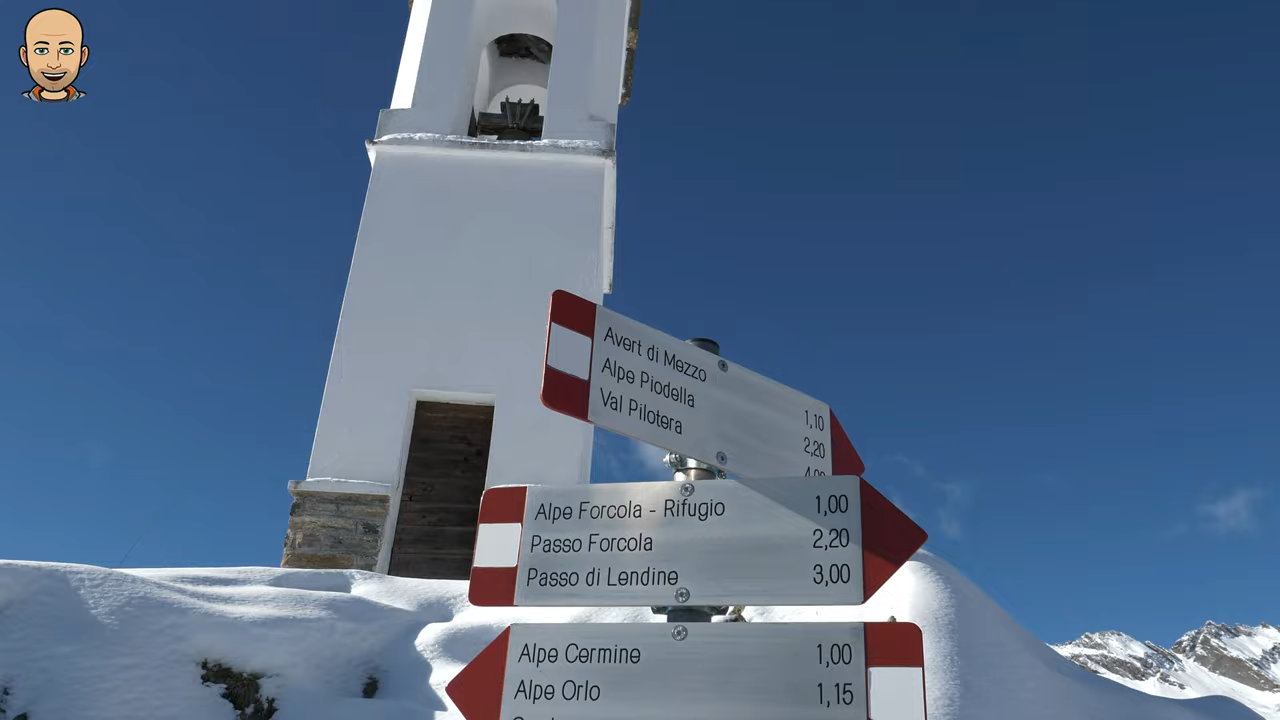 Avert di Mezzo 1,10
Alpe Piodella 2,20
Val Pilotera
Alpe Forcola - Rifugio 1,00
Passo Forcola 2,20
Passo di Lendine 3,00
Alpe Cermine 1,00
Alpe Orlo 1,15